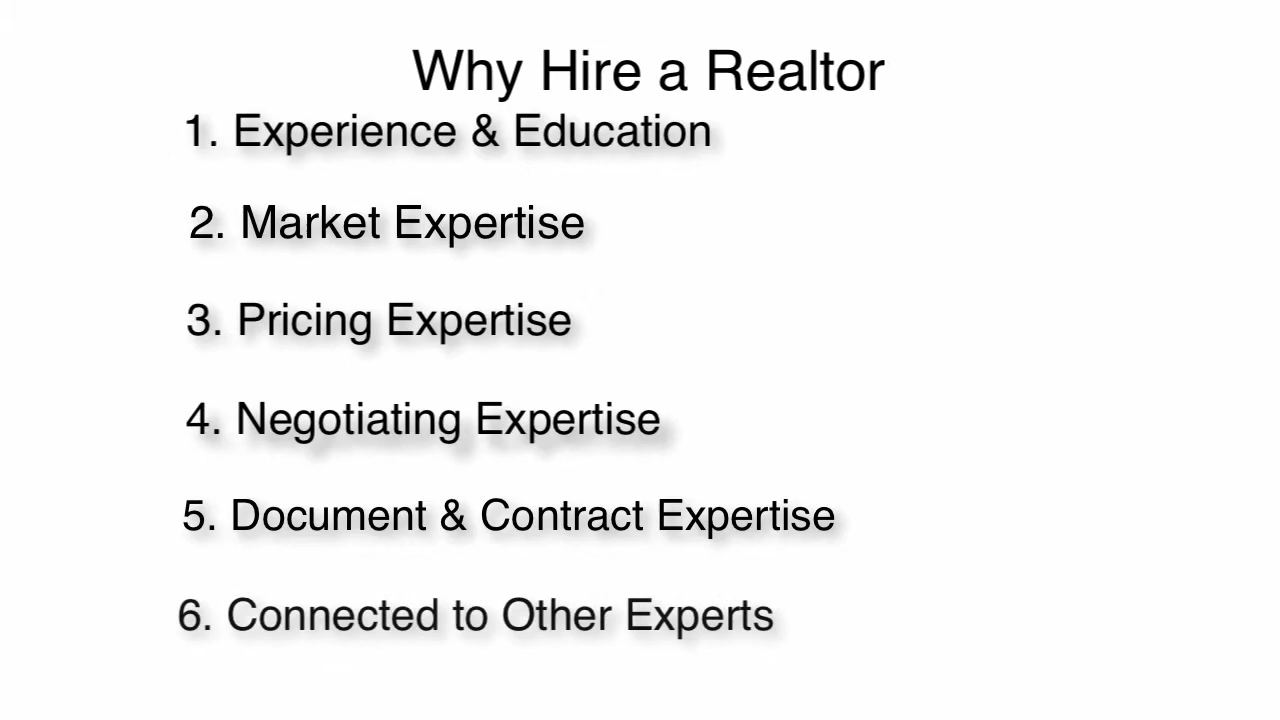 Why Hire a Realtor
1. Experience & Education
2. Market Expertise
3. Pricing Expertise
4. Negotiating Expertise
5. Document & Contract Expertise
6. Connected to Other Experts